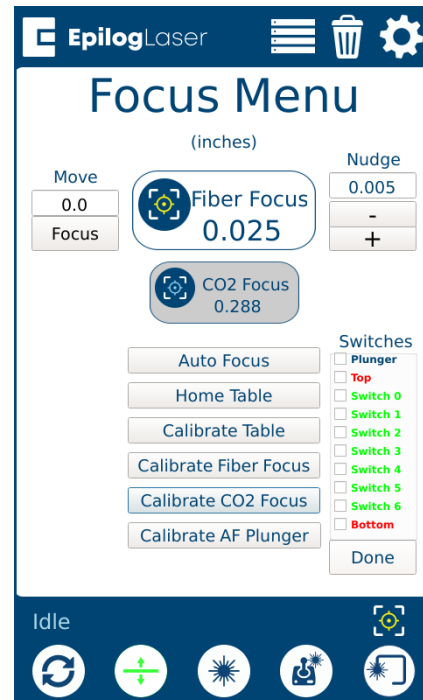 EpilogLaser
Focus Menu
(inches)
Move
0.0
Focus
Fiber Focus
0.025
Nudge
0.005
-
+
CO2 Focus
0.288
Auto Focus
Home Table
Calibrate Table
Calibrate Fiber Focus
Calibrate CO2 Focus
Calibrate AF Plunger
Switches
Plunger
Top
Switch 0
Switch 1
Switch 2
Switch 3
Switch 4
Switch 5
Switch 6
Bottom
Done
Idle